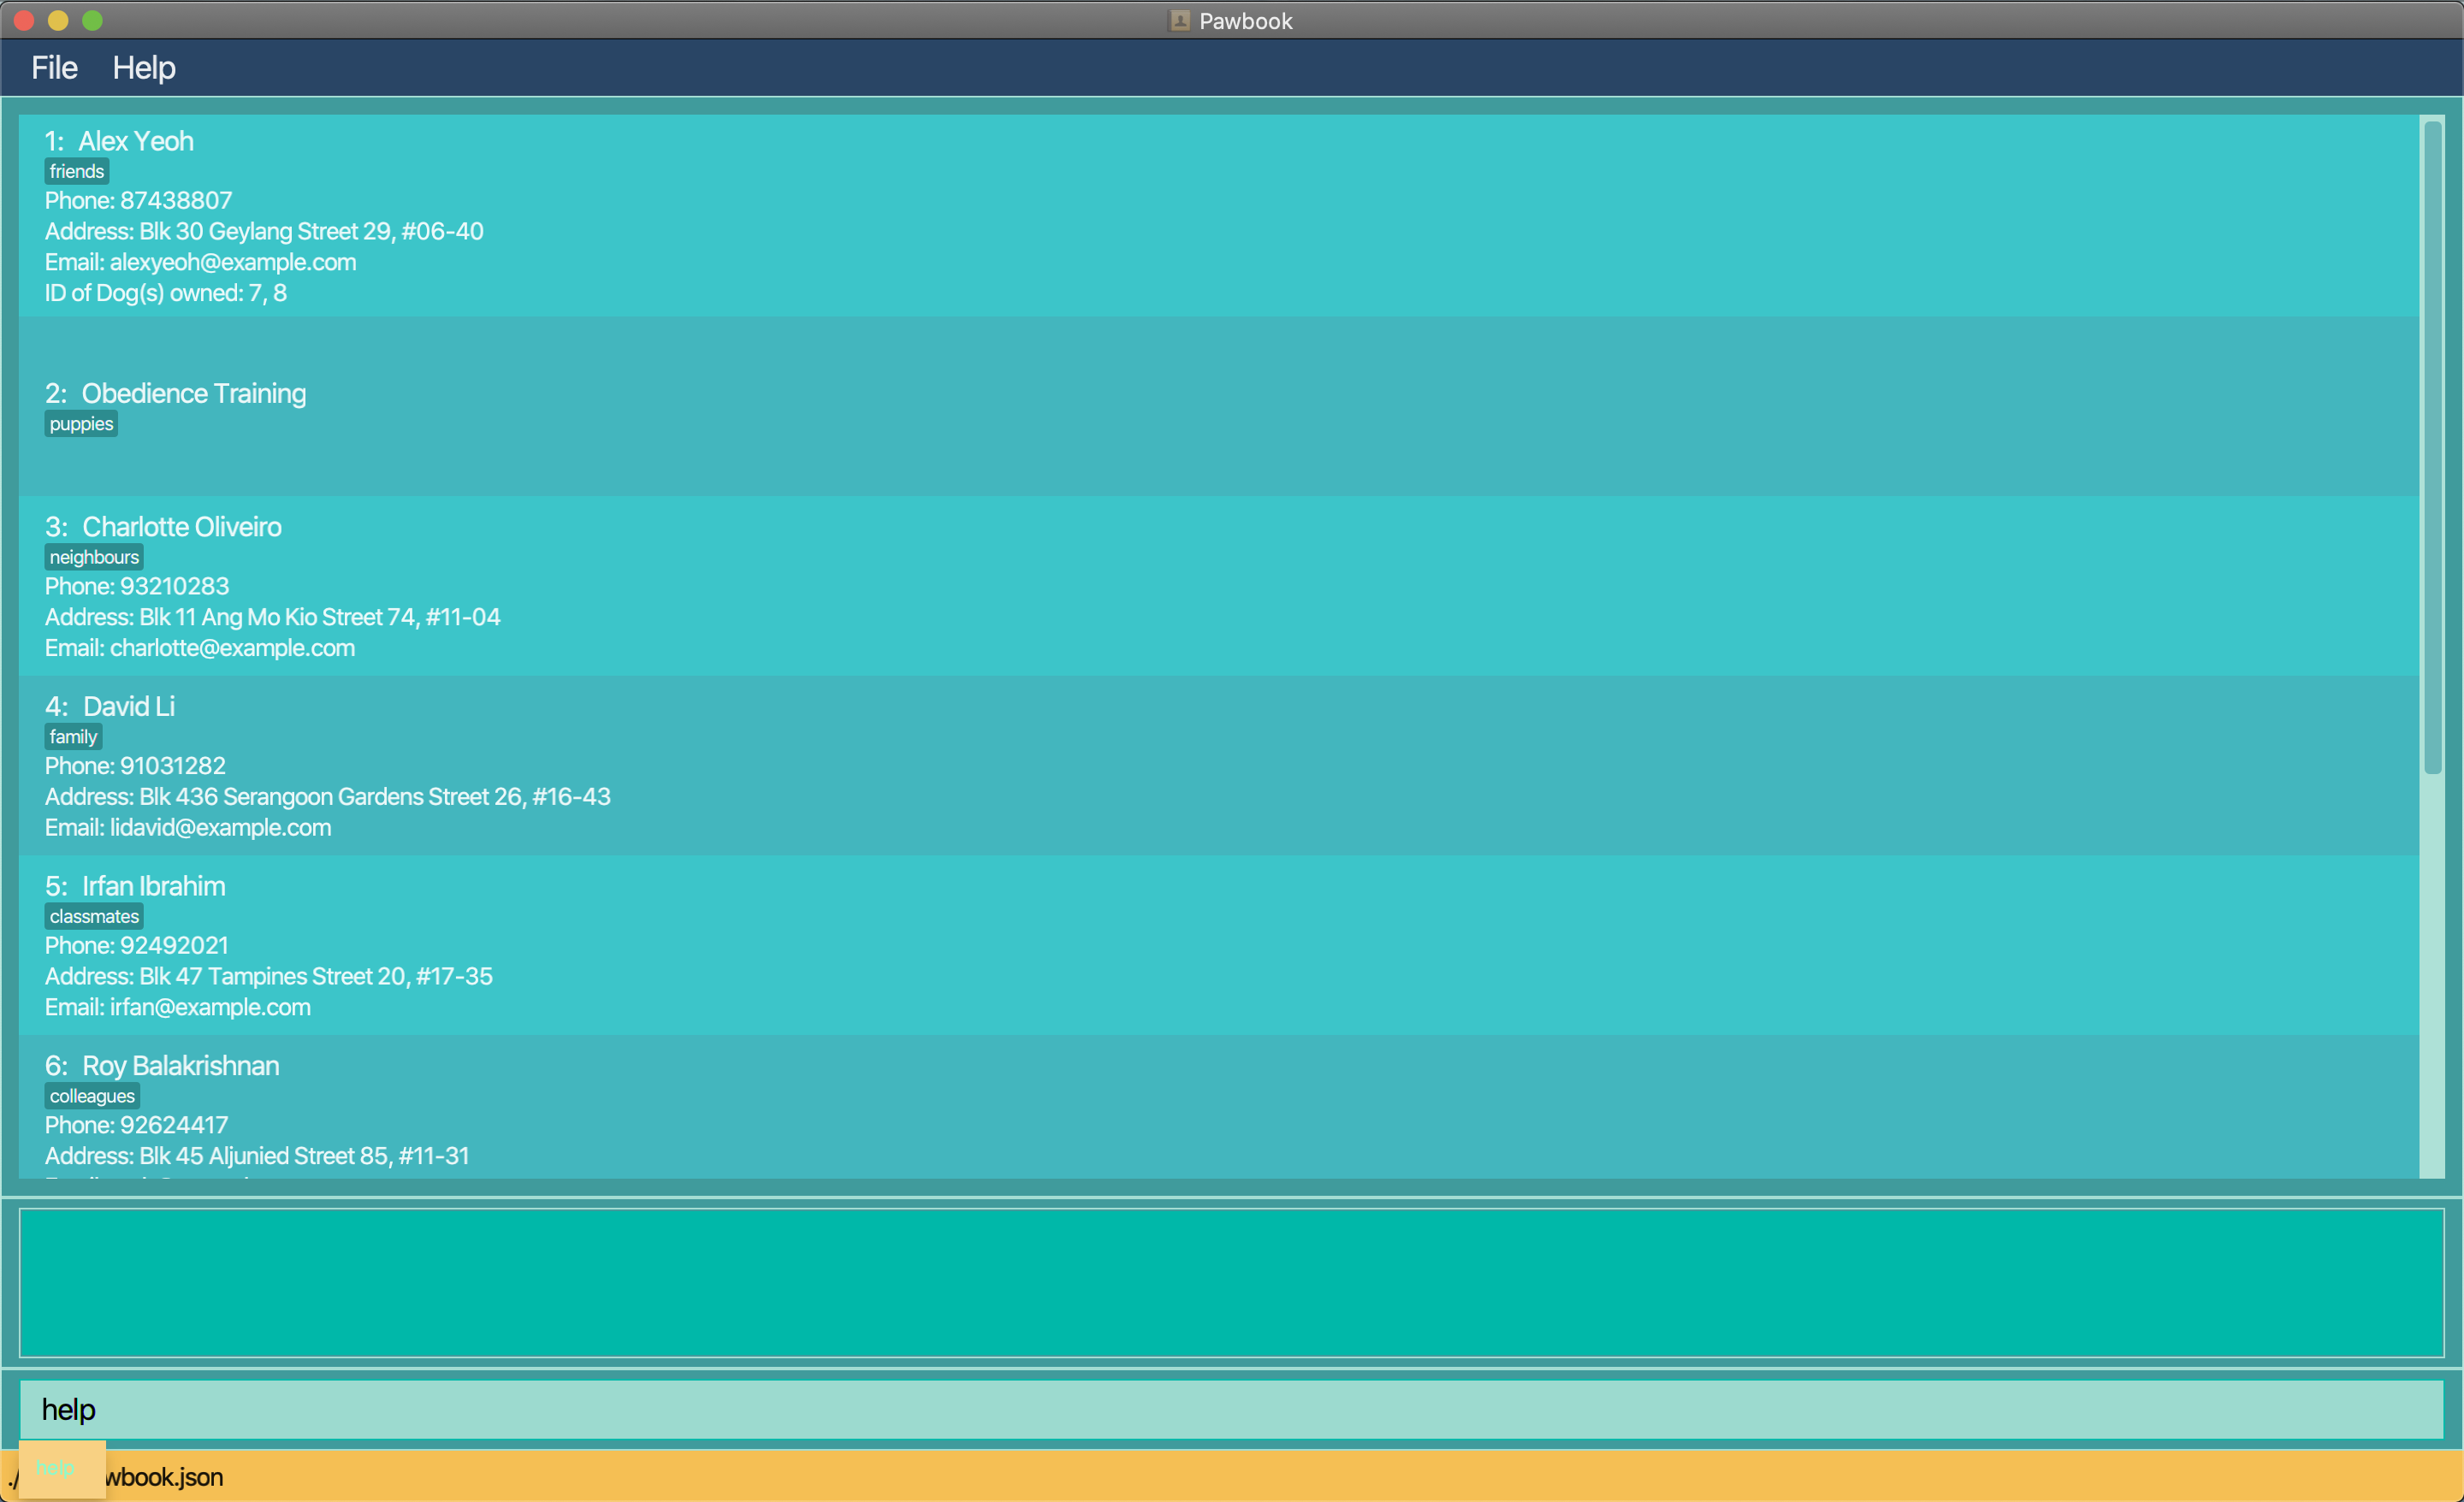 Pawbook
File Help
1: Alex Yeoh
friends
Phone: 87438807
Address: Blk 30 Geylang Street 29, #06-40
Email: alexyeoh@example.com
ID of Dog(s) owned: 7, 8
2: Obedience Training
puppies
3: Charlotte Oliveiro
neighbours
Phone: 93210283
Address: Blk 11 Ang Mo Kio Street 74, #11-04
Email: charlotte@example.com
4: David Li
family
Phone: 91031282
Address: Blk 436 Serangoon Gardens Street 26, #16-43
Email: lidavid@example.com
5: Irfan Ibrahim
classmates
Phone: 92492021
Address: Blk 47 Tampines Street 20, #17-35
Email: irfan@example.com
6: Roy Balakrishnan
colleagues
Phone: 92624417
Address: Blk 45 Aljunied Street 85, #11-31
help
help
./ wbook.json